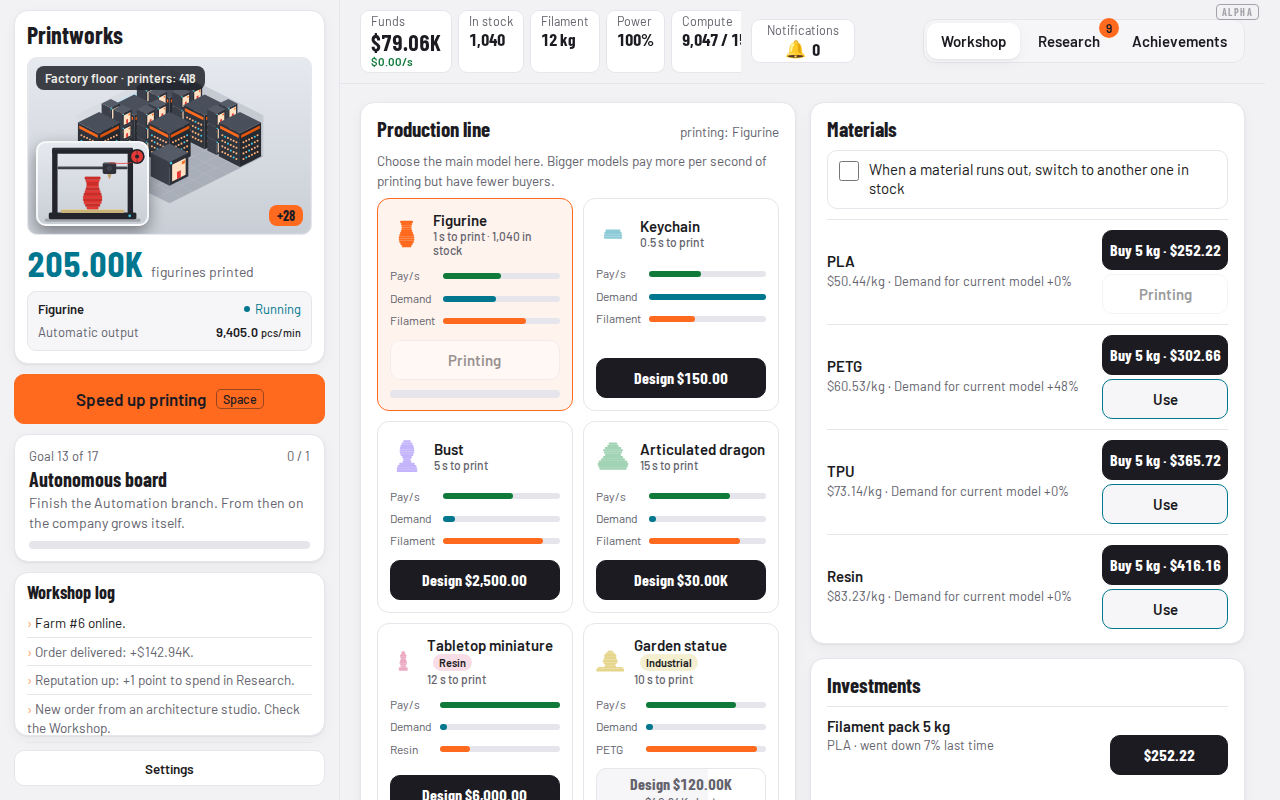 Printworks
Factory floor · printers: 418
+28
205.00K figurines printed
Figurine
Running
Automatic output
9,405.0 pcs/min
Speed up printing
Space
Goal 13 of 17
0 / 1
Autonomous board
Finish the Automation branch. From then on
the company grows itself.
Workshop log
› Farm #6 online.
› Order delivered: +$142.94K.
› Reputation up: +1 point to spend in Research.
› New order from an architecture studio. Check
the Workshop.
Settings
Funds
$79.06K
$0.00/s
In stock
1,040
Filament
12 kg
Power
100%
Compute
9,047 / 1
Notifications
🔔 0
ALPHA
Workshop
Research
9
Achievements
Production line
printing: Figurine
Choose the main model here. Bigger models pay more per second of
printing but have fewer buyers.
Figurine
1 s to print · 1,040 in
stock
Pay/s
Demand
Filament
Printing
Keychain
0.5 s to print
Pay/s
Demand
Filament
Design $150.00
Bust
5 s to print
Pay/s
Demand
Filament
Design $2,500.00
Articulated dragon
15 s to print
Pay/s
Demand
Filament
Design $30.00K
Tabletop miniature
Resin
12 s to print
Pay/s
Demand
Resin
Design $6,000.00
Garden statue
Industrial
10 s to print
Pay/s
Demand
PETG
Design $120.00K
Materials
When a material runs out, switch to another one in
stock
PLA
$50.44/kg · Demand for current model +0%
Buy 5 kg · $252.22
Printing
PETG
$60.53/kg · Demand for current model +48%
Buy 5 kg · $302.66
Use
TPU
$73.14/kg · Demand for current model +0%
Buy 5 kg · $365.72
Use
Resin
$83.23/kg · Demand for current model +0%
Buy 5 kg · $416.16
Use
Investments
Filament pack 5 kg
PLA · went down 7% last time
$252.22